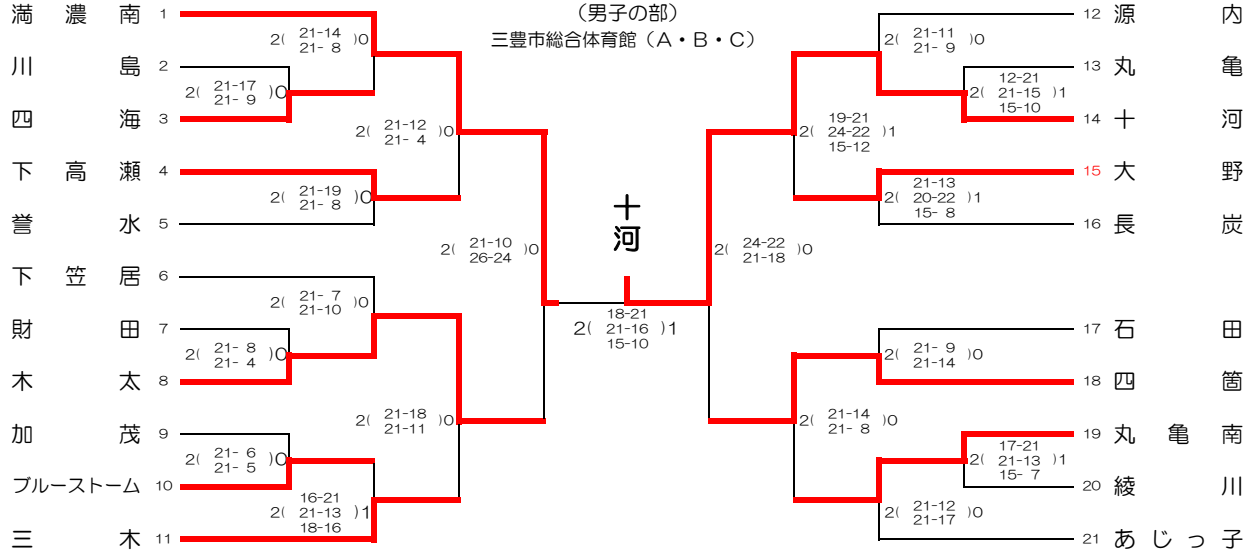 (男子の部)
三豊市総合体育館(A・B・C)
満濃南 1
2( 21-14 )0
21- 8
川島 2
2( 21-17 )0
21- 9
四海 3
2( 21-12 )0
21- 4
下高瀬 4
2( 21-19 )0
21- 8
誉水 5
2( 21-10 )0
26-24
下笠居 6
2( 21- 7 )0
21-10
財田 7
2( 21- 8 )0
21- 4
木太 8
2( 21-18 )0
21-11
加茂 9
2( 21- 6 )0
21- 5
ブルーストーム 10
16-21
2( 21-13 )1
18-16
三木 11
十河
18-21
2( 21-16 )1
15-10
12 源内
2( 21-11 )0
21- 9
13 丸亀
12-21
2( 21-15 )1
15-10
14 十河
19-21
2( 24-22 )1
15-12
15 大野
21-13
2( 20-22 )1
15- 8
16 長炭
2( 24-22 )0
21-18
17 石田
2( 21- 9 )0
21-14
18 四箇
2( 21-14 )0
21- 8
19 丸亀南
17-21
2( 21-13 )1
15- 7
20 綾川
2( 21-12 )0
21-17
21 あじっ子